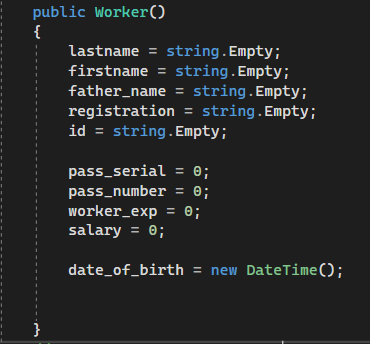 public Worker()
{
lastname = string.Empty;
firstname = string.Empty;
father_name = string.Empty;
registration = string.Empty;
id = string.Empty;
pass_serial = 0;
pass_number = 0;
worker_exp = 0;
salary = 0;
date_of_birth = new DateTime();
}